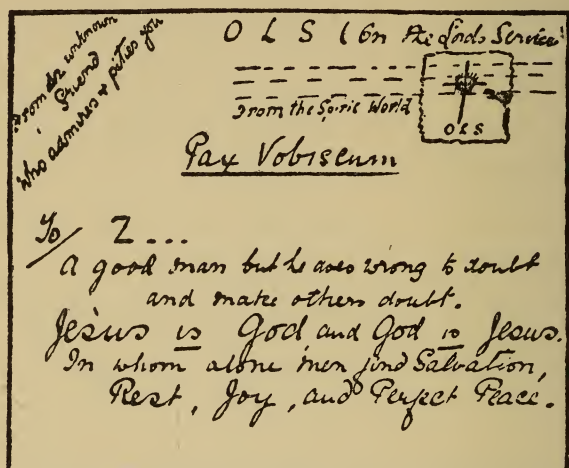 From an unknown
friend
who admires & pities you
O L S (On the Lords Service)
From the Spirit World
O L S
Pax Vobiscum
To Z...
A good man but he does wrong to doubt
and make others doubt.
Jesus is God, and God is Jesus.
In whom alone men find Salvation,
Rest, Joy, and Perfect Peace.